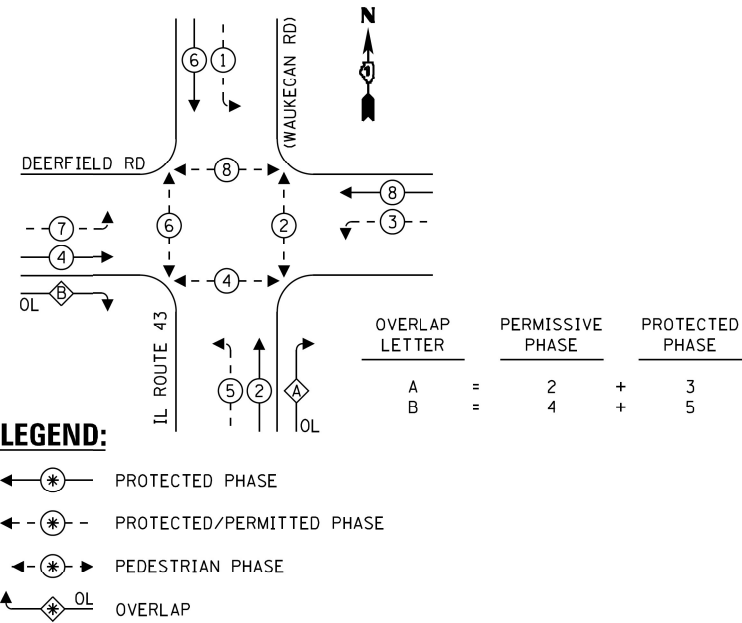 N
6 1
(WAUKEGAN RD)
DEERFIELD RD
8
8
7
6
2
3
4
4
OL B
IL ROUTE 43
5 2 A
OL
OVERLAP LETTER PERMISSIVE PHASE PROTECTED PHASE
A = 2 + 3
B = 4 + 5
LEGEND:
* PROTECTED PHASE
* PROTECTED/PERMITTED PHASE
* PEDESTRIAN PHASE
* OL OVERLAP